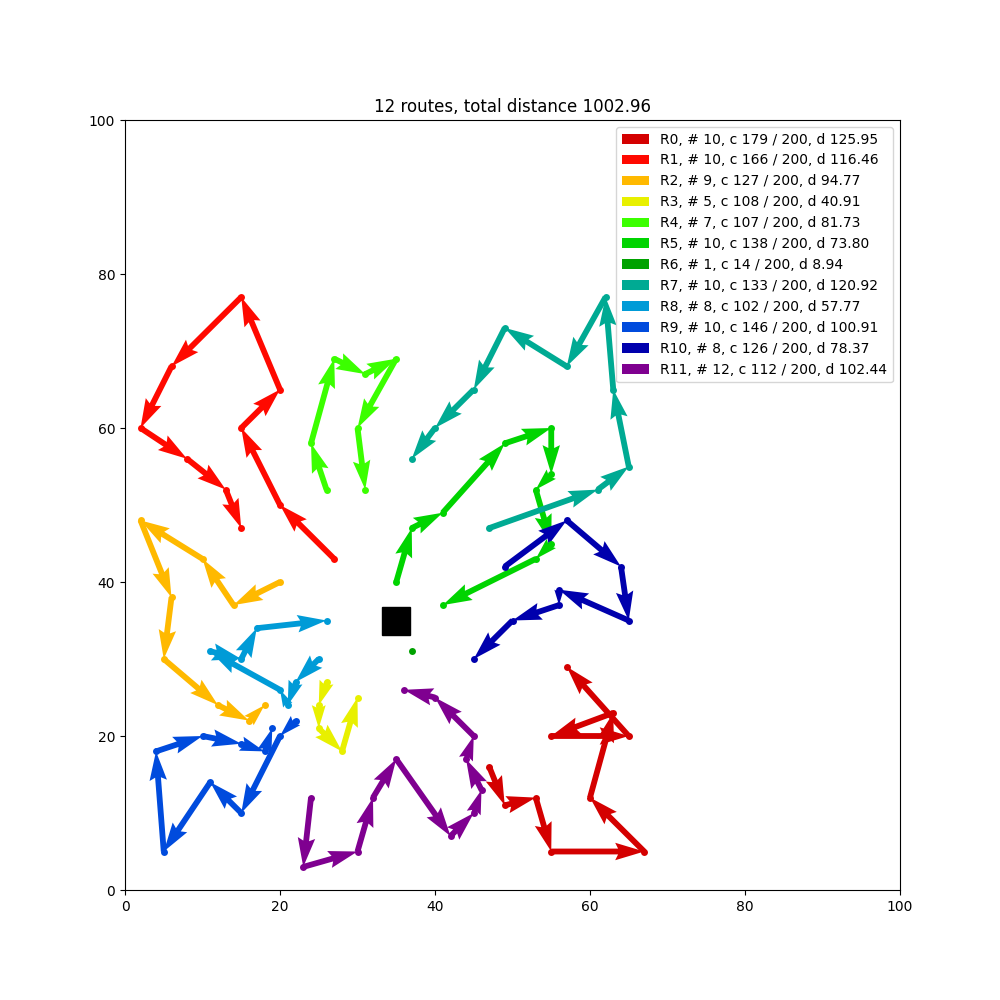 12 routes, total distance 1002.96
R0, # 10, c 179 / 200, d 125.95
R1, # 10, c 166 / 200, d 116.46
R2, # 9, c 127 / 200, d 94.77
R3, # 5, c 108 / 200, d 40.91
R4, # 7, c 107 / 200, d 81.73
R5, # 10, c 138 / 200, d 73.80
R6, # 1, c 14 / 200, d 8.94
R7, # 10, c 133 / 200, d 120.92
R8, # 8, c 102 / 200, d 57.77
R9, # 10, c 146 / 200, d 100.91
R10, # 8, c 126 / 200, d 78.37
R11, # 12, c 112 / 200, d 102.44
100
80
60
40
20
0
0 20 40 60 80 100